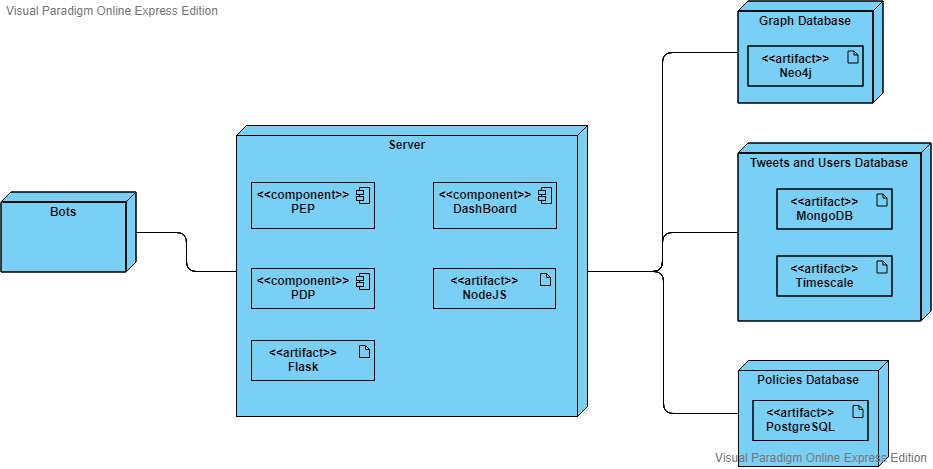 Visual Paradigm Online Express Edition
Bots
Server
<<component>>
PEP
<<component>>
DashBoard
<<component>>
PDP
<<artifact>>
NodeJS
<<artifact>>
Flask
Graph Database
<<artifact>>
Neo4j
Tweets and Users Database
<<artifact>>
MongoDB
<<artifact>>
Timescale
Policies Database
<<artifact>>
PostgreSQL
Visual Paradigm Online Express Edition